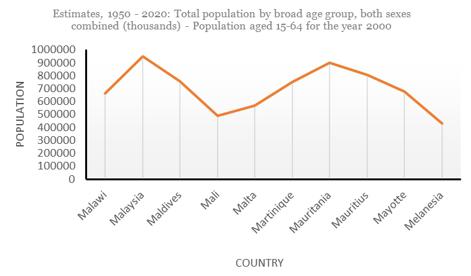 Estimates, 1950 - 2020: Total population by broad age group, both sexes
combined (thousands) - Population aged 15-64 for the year 2000
POPULATION
1000000
900000
800000
700000
600000
500000
400000
300000
200000
100000
0
Malawi
Malaysia
Maldives
Mali
Malta
Martinique
Mauritania
Mauritius
Mayotte
Melanesia
COUNTRY